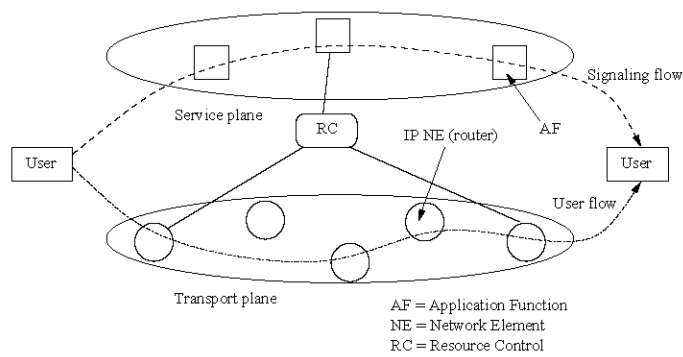 Signaling flow
Service plane
RC
AF
IP NE (router)
User
User
User flow
Transport plane
AF = Application Function
NE = Network Element
RC = Resource Control